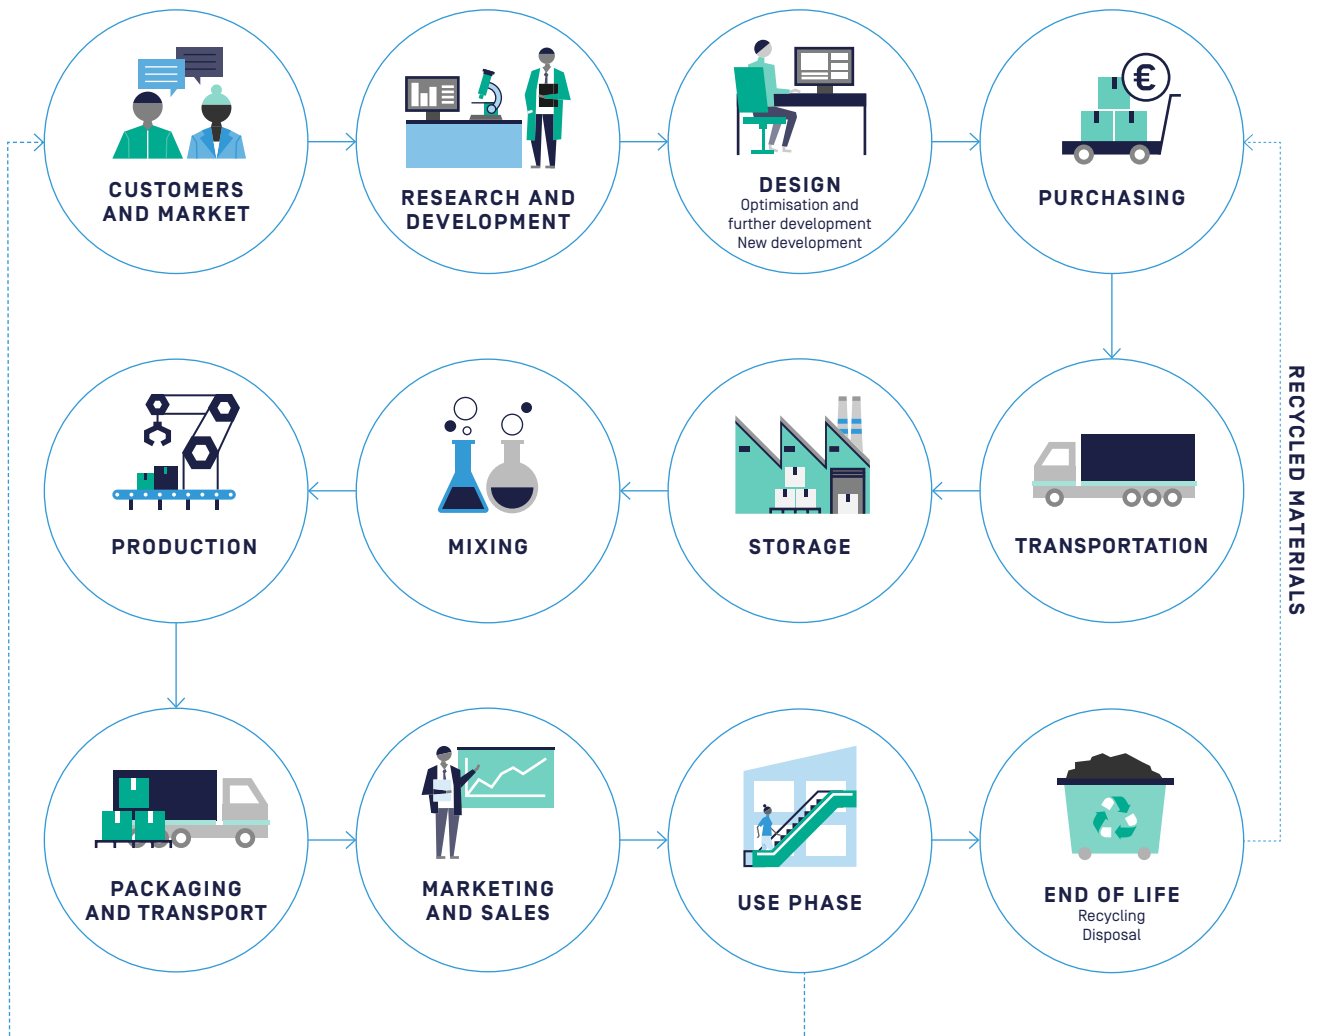 €
CUSTOMERS
AND MARKET
RESEARCH AND
DEVELOPMENT
DESIGN
Optimisation and
further development
New development
PURCHASING
RECYCLED MATERIALS
TRANSPORTATION
STORAGE
MIXING
PRODUCTION
PACKAGING
AND TRANSPORT
MARKETING
AND SALES
USE PHASE
END OF LIFE
Recycling
Disposal